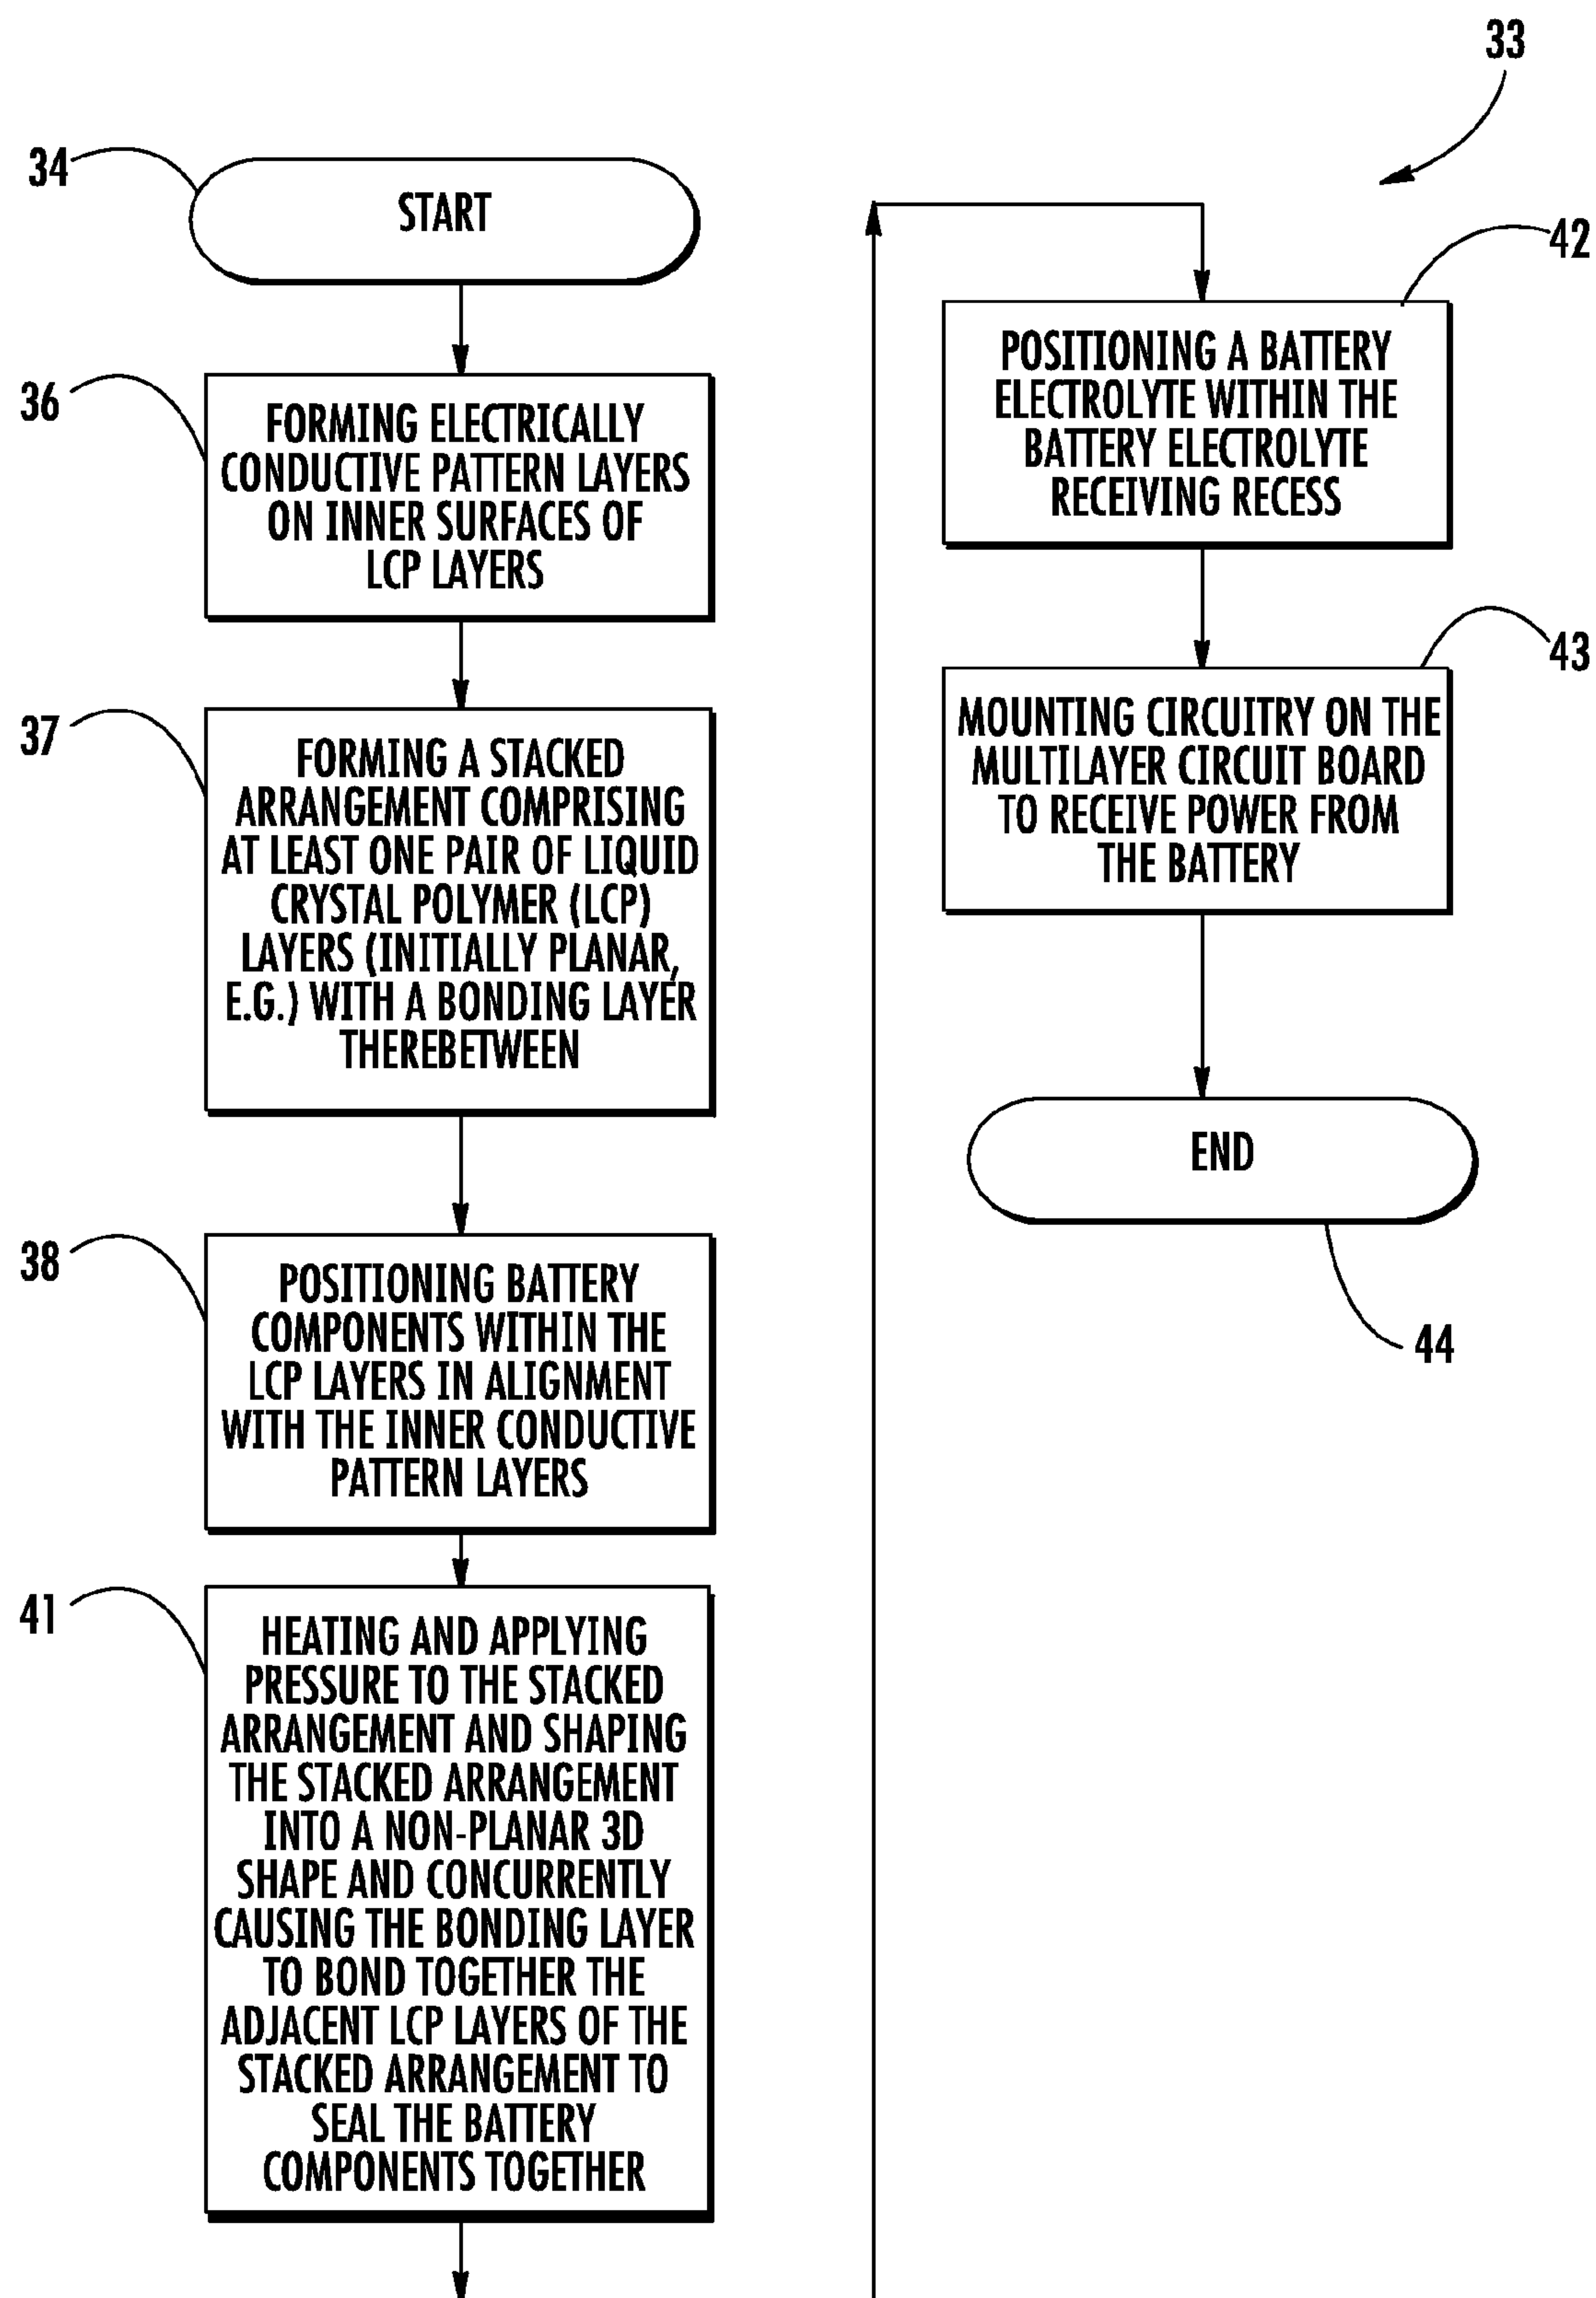 33
34
START
36
FORMING ELECTRICALLY
CONDUCTIVE PATTERN LAYERS
ON INNER SURFACES OF
LCP LAYERS
37
FORMING A STACKED
ARRANGEMENT COMPRISING
AT LEAST ONE PAIR OF LIQUID
CRYSTAL POLYMER (LCP)
LAYERS (INITIALLY PLANAR,
E.G.) WITH A BONDING LAYER
THEREBETWEEN
38
POSITIONING BATTERY
COMPONENTS WITHIN THE
LCP LAYERS IN ALIGNMENT
WITH THE INNER CONDUCTIVE
PATTERN LAYERS
41
HEATING AND APPLYING
PRESSURE TO THE STACKED
ARRANGEMENT AND SHAPING
THE STACKED ARRANGEMENT
INTO A NON-PLANAR 3D
SHAPE AND CONCURRENTLY
CAUSING THE BONDING LAYER
TO BOND TOGETHER THE
ADJACENT LCP LAYERS OF THE
STACKED ARRANGEMENT TO
SEAL THE BATTERY
COMPONENTS TOGETHER
42
POSITIONING A BATTERY
ELECTROLYTE WITHIN THE
BATTERY ELECTROLYTE
RECEIVING RECESS
43
MOUNTING CIRCUITRY ON THE
MULTILAYER CIRCUIT BOARD
TO RECEIVE POWER FROM
THE BATTERY
END
44